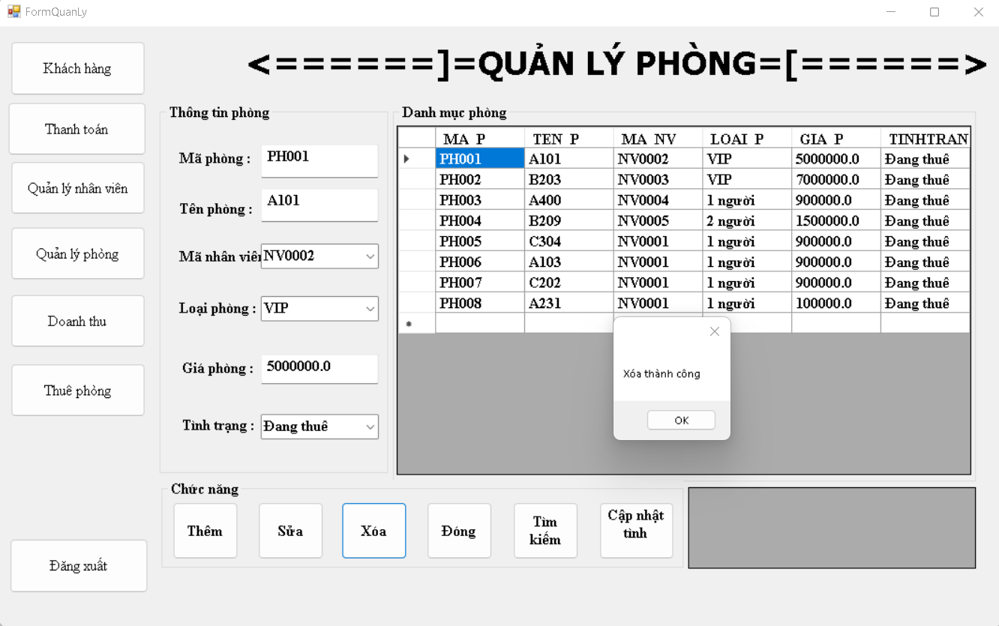 FormQuanLy
<======]=QUẢN LÝ PHÒNG=[======>
Khách hàng
Thanh toán
Quản lý nhân viên
Quản lý phòng
Doanh thu
Thuê phòng
Đăng xuất
Thông tin phòng
Mã phòng : PH001
Tên phòng : A101
Mã nhân viên NV0002
Loại phòng : VIP
Giá phòng : 5000000.0
Tình trạng : Đang thuê
Danh mục phòng
MA_P TEN_P MA_NV LOAI_P GIA_P TINHTRAN
PH001 A101 NV0002 VIP 5000000.0 Đang thuê
PH002 B203 NV0003 VIP 7000000.0 Đang thuê
PH003 A400 NV0004 1 người 900000.0 Đang thuê
PH004 B209 NV0005 2 người 1500000.0 Đang thuê
PH005 C304 NV0001 1 người 900000.0 Đang thuê
PH006 A103 NV0001 1 người 900000.0 Đang thuê
PH007 C202 NV0001 1 người 900000.0 Đang thuê
PH008 A231 NV0001 1 người 100000.0 Đang thuê
Xóa thành công
OK
Chức năng
Thêm
Sửa
Xóa
Đóng
Tìm
kiếm
Cập nhật
tình